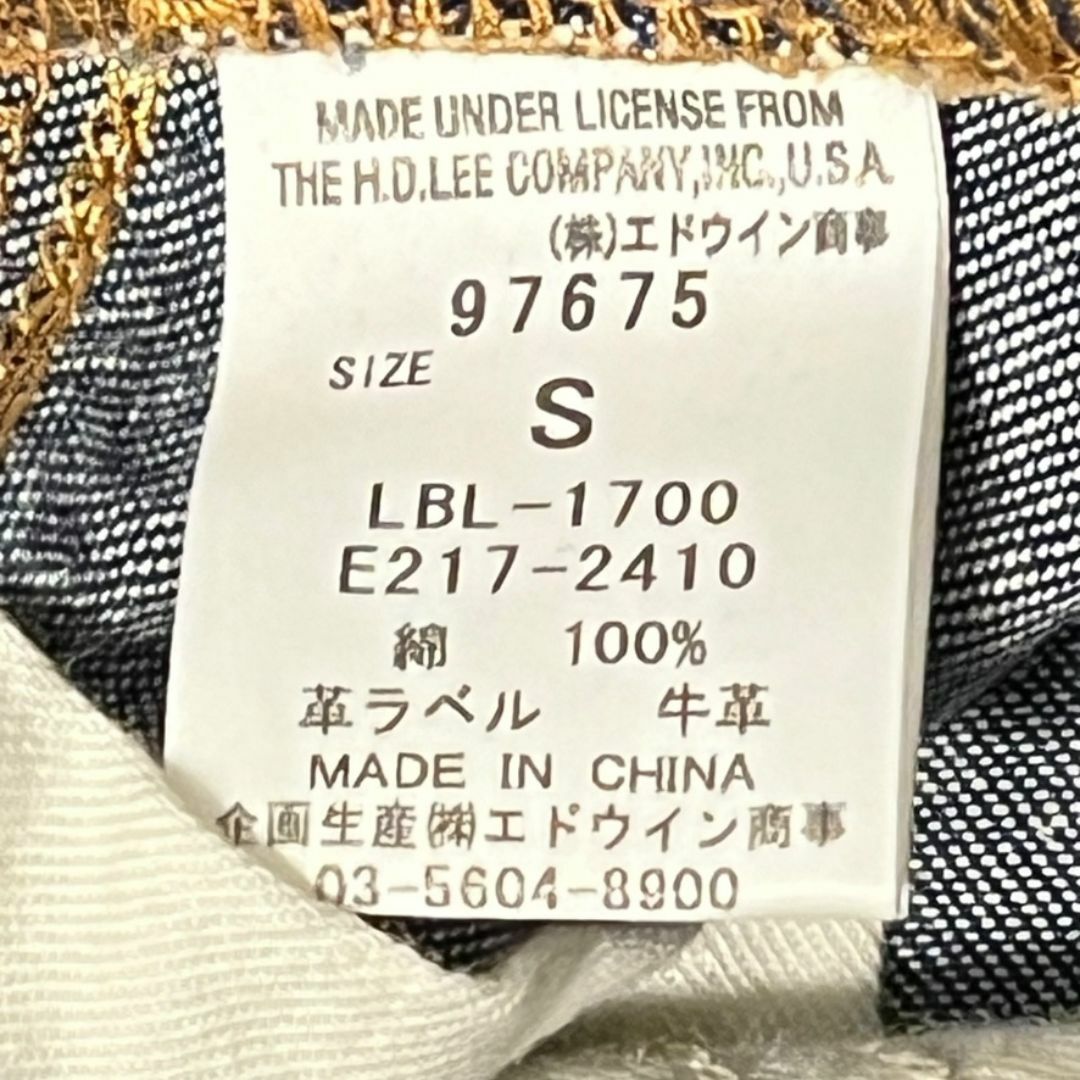 MADE UNDER LICENSE FROM
THE H.D.LEE COMPANY,INC.,U.S.A.
(株)エドウイン商事
97675
SIZE
S
LBL-1700
E217-2410
綿 100%
革ラベル 牛革
MADE IN CHINA
企画生産㈱エドウイン商事
03-5604-8900